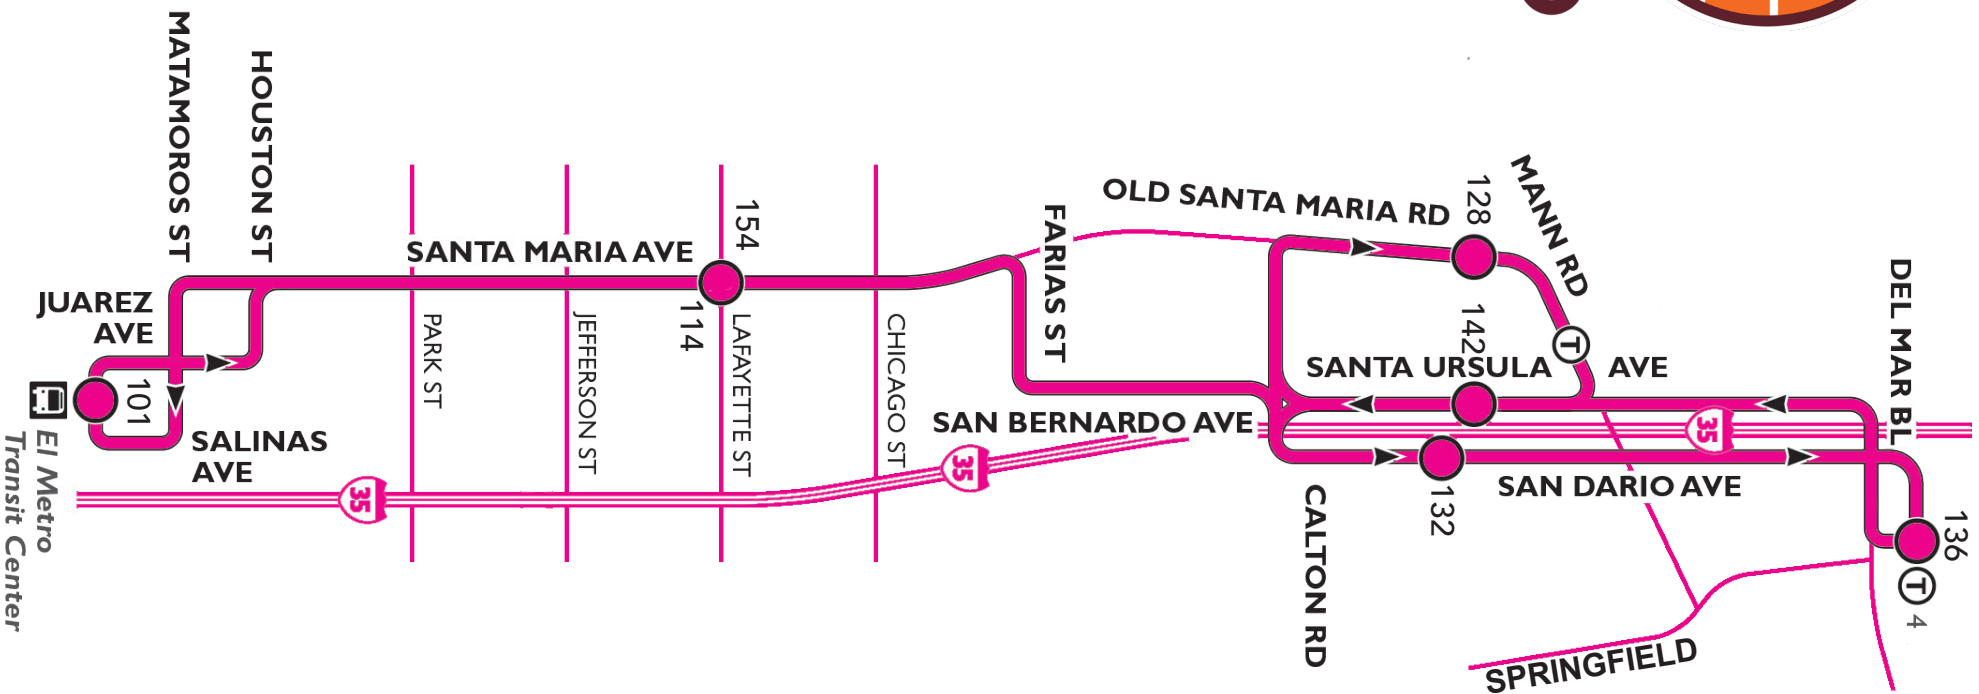 MATAMOROSS ST
HOUSTON ST
JUAREZ
AVE
101
El Metro
Transit Center
SALINAS
AVE
SANTA MARIA AVE
154
114
PARK ST
JEFFERSON ST
LAFAYETTE ST
CHICAGO ST
35
35
FARIAS ST
SAN BERNARDO AVE
OLD SANTA MARIA RD
128
MANN RD
T
142
SANTA URSULA AVE
35
132
SAN DARIO AVE
CALTON RD
DEL MAR BL
136
T
4
SPRINGFIELD